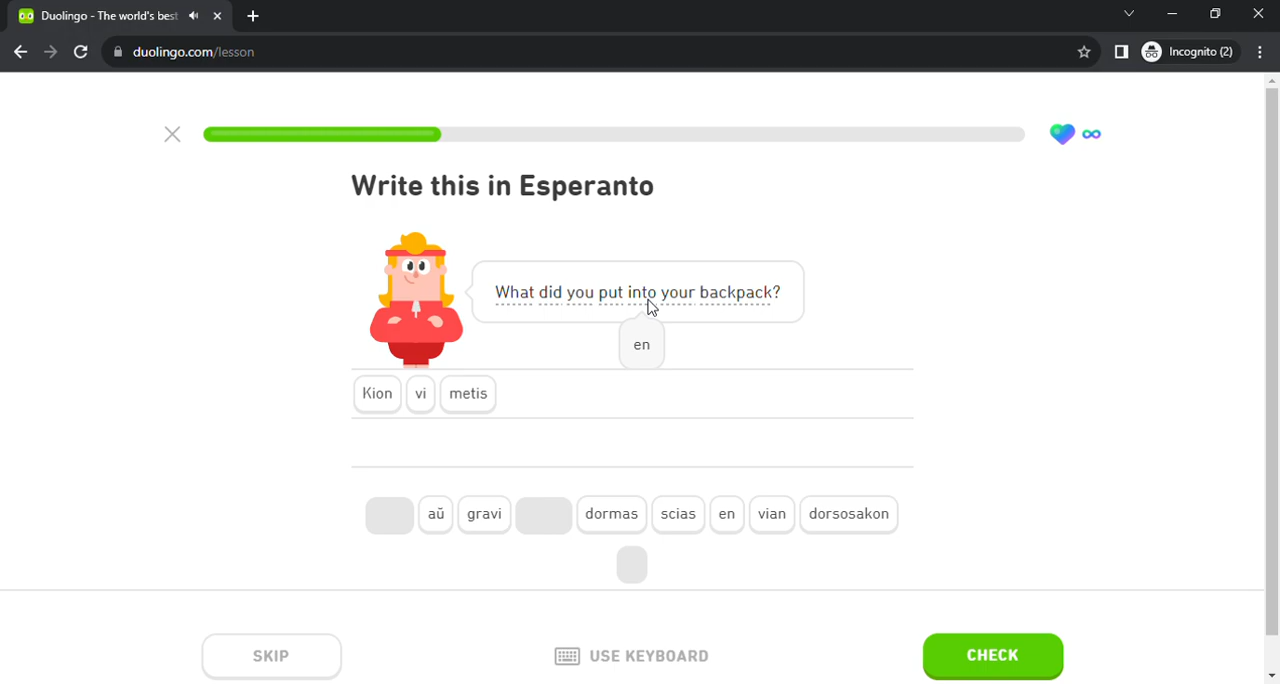 Duolingo - The world's best
duolingo.com/lesson
Incognito (2)
Write this in Esperanto
What did you put into your backpack?
en
Kion vi metis
aŭ gravi dormas scias en vian dorsosakon
SKIP
USE KEYBOARD
CHECK